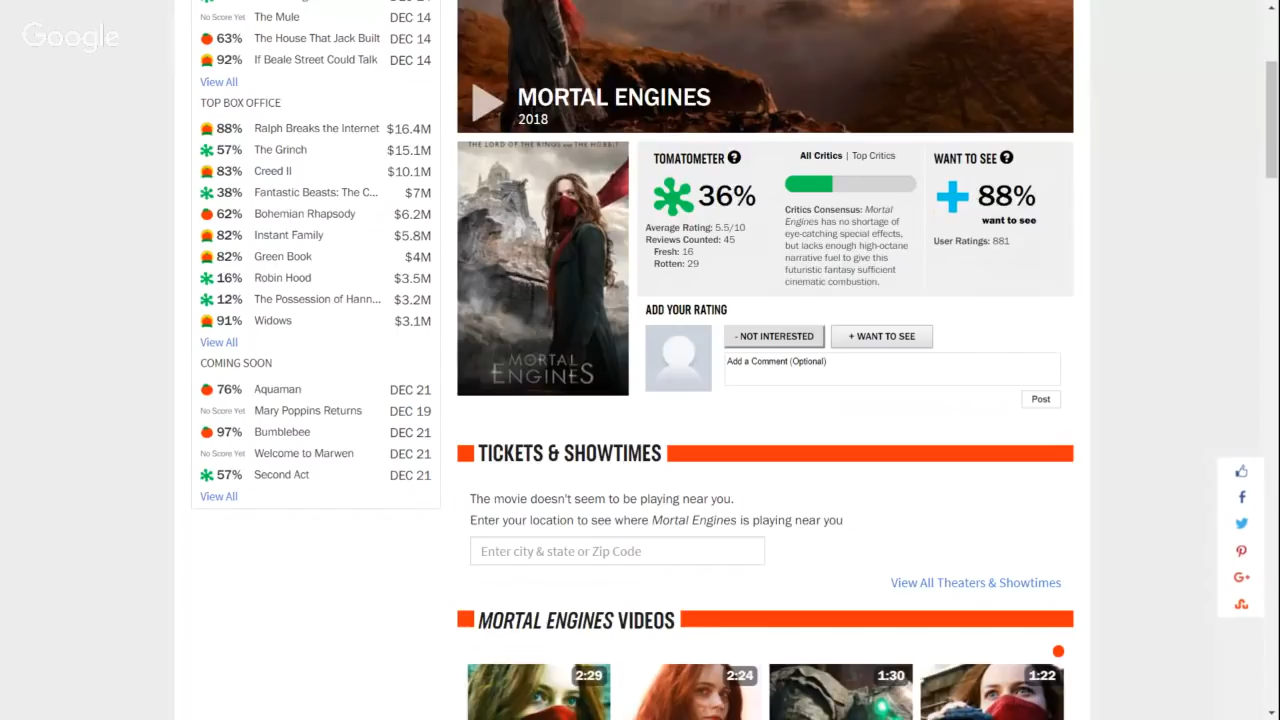 Google
No Score Yet The Mule DEC 14
63% The House That Jack Built DEC 14
92% If Beale Street Could Talk DEC 14
View All
TOP BOX OFFICE
88% Ralph Breaks the Internet $16.4M
57% The Grinch $15.1M
83% Creed II $10.1M
38% Fantastic Beasts: The C... $7M
62% Bohemian Rhapsody $6.2M
82% Instant Family $5.8M
82% Green Book $4M
16% Robin Hood $3.5M
12% The Possession of Hann... $3.2M
91% Widows $3.1M
View All
COMING SOON
76% Aquaman DEC 21
No Score Yet Mary Poppins Returns DEC 19
97% Bumblebee DEC 21
No Score Yet Welcome to Marwen DEC 21
57% Second Act DEC 21
View All
MORTAL ENGINES
2018
THE LORD OF THE RINGS AND THE HOBBIT
MORTAL
ENGINES
TOMATOMETER ?
36%
Average Rating: 5.5/10
Reviews Counted: 45
Fresh: 16
Rotten: 29
All Critics | Top Critics
Critics Consensus: Mortal
Engines has no shortage of
eye-catching special effects,
but lacks enough high-octane
narrative fuel to give this
futuristic fantasy sufficient
cinematic combustion.
WANT TO SEE ?
88%
want to see
User Ratings: 881
ADD YOUR RATING
- NOT INTERESTED + WANT TO SEE
Add a Comment (Optional)
Post
TICKETS & SHOWTIMES
The movie doesn't seem to be playing near you.
Enter your location to see where Mortal Engines is playing near you
Enter city & state or Zip Code
View All Theaters & Showtimes
MORTAL ENGINES VIDEOS
2:29 2:24 1:30 1:22
G+